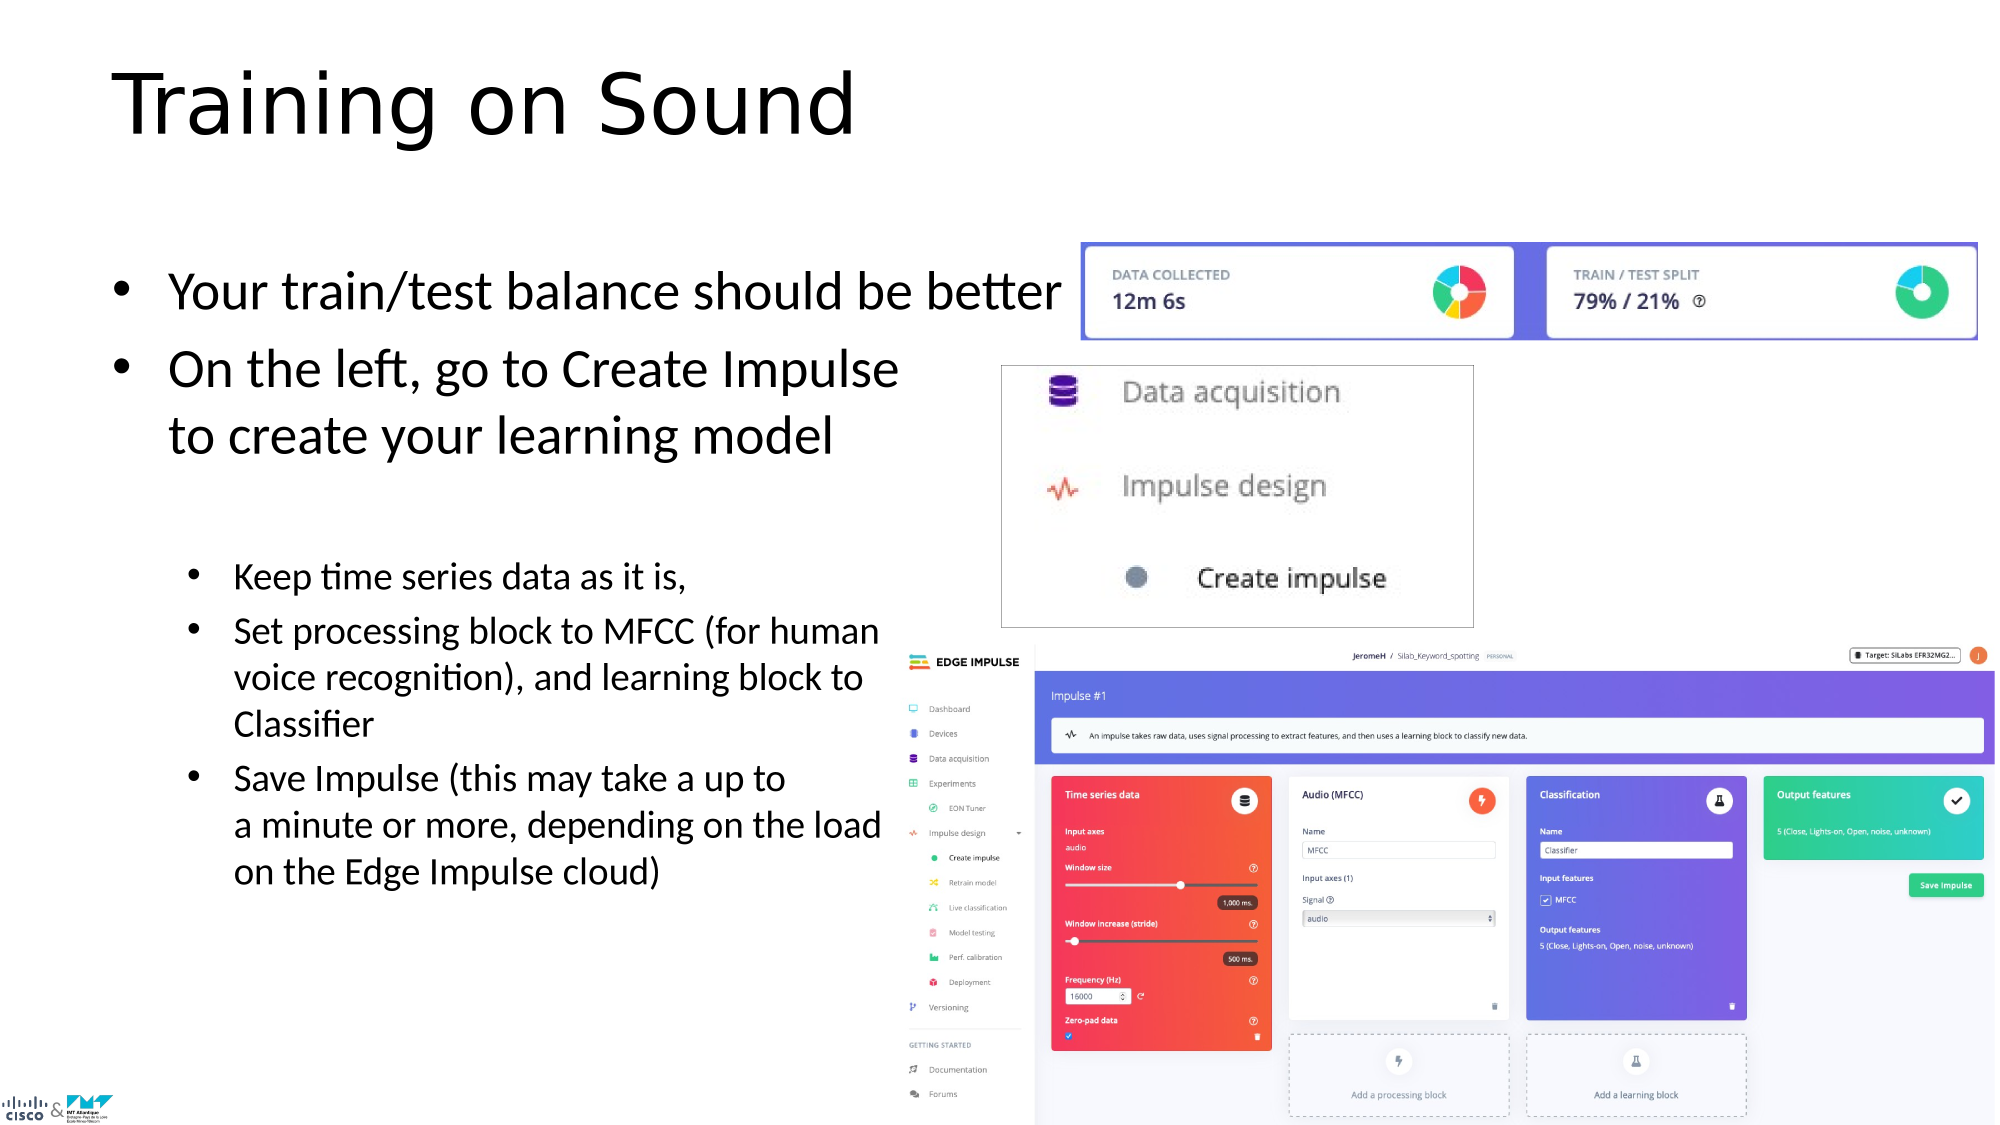 Training on Sound
• Your train/test balance should be better
• On the left, go to Create Impulse
to create your learning model
• Keep time series data as it is,
• Set processing block to MFCC (for human
voice recognition), and learning block to
Classifier
• Save Impulse (this may take a up to
a minute or more, depending on the load
on the Edge Impulse cloud)
DATA COLLECTED
12m 6s
TRAIN / TEST SPLIT
79% / 21%
Data acquisition
Impulse design
Create impulse
EDGE IMPULSE
Dashboard
Devices
Data acquisition
Experiments
EON Tuner
Impulse design
Create impulse
Retrain model
Live classification
Model testing
Perf. calibration
Deployment
Versioning
GETTING STARTED
Documentation
Forums
JeromeH / Silab_Keyword_spotting PERSONAL
Target: SiLabs EFR32MG2...
J
Impulse #1
An impulse takes raw data, uses signal processing to extract features, and then uses a learning block to classify new data.
Time series data
Input axes
audio
Window size
1,000 ms.
Window increase (stride)
500 ms.
Frequency (Hz)
16000
Zero-pad data
Audio (MFCC)
Name
MFCC
Input axes (1)
Signal
audio
Add a processing block
Classification
Name
Classifier
Input features
MFCC
Output features
5 (Close, Lights-on, Open, noise, unknown)
Add a learning block
Output features
5 (Close, Lights-on, Open, noise, unknown)
Save Impulse
CISCO & IMT Atlantique